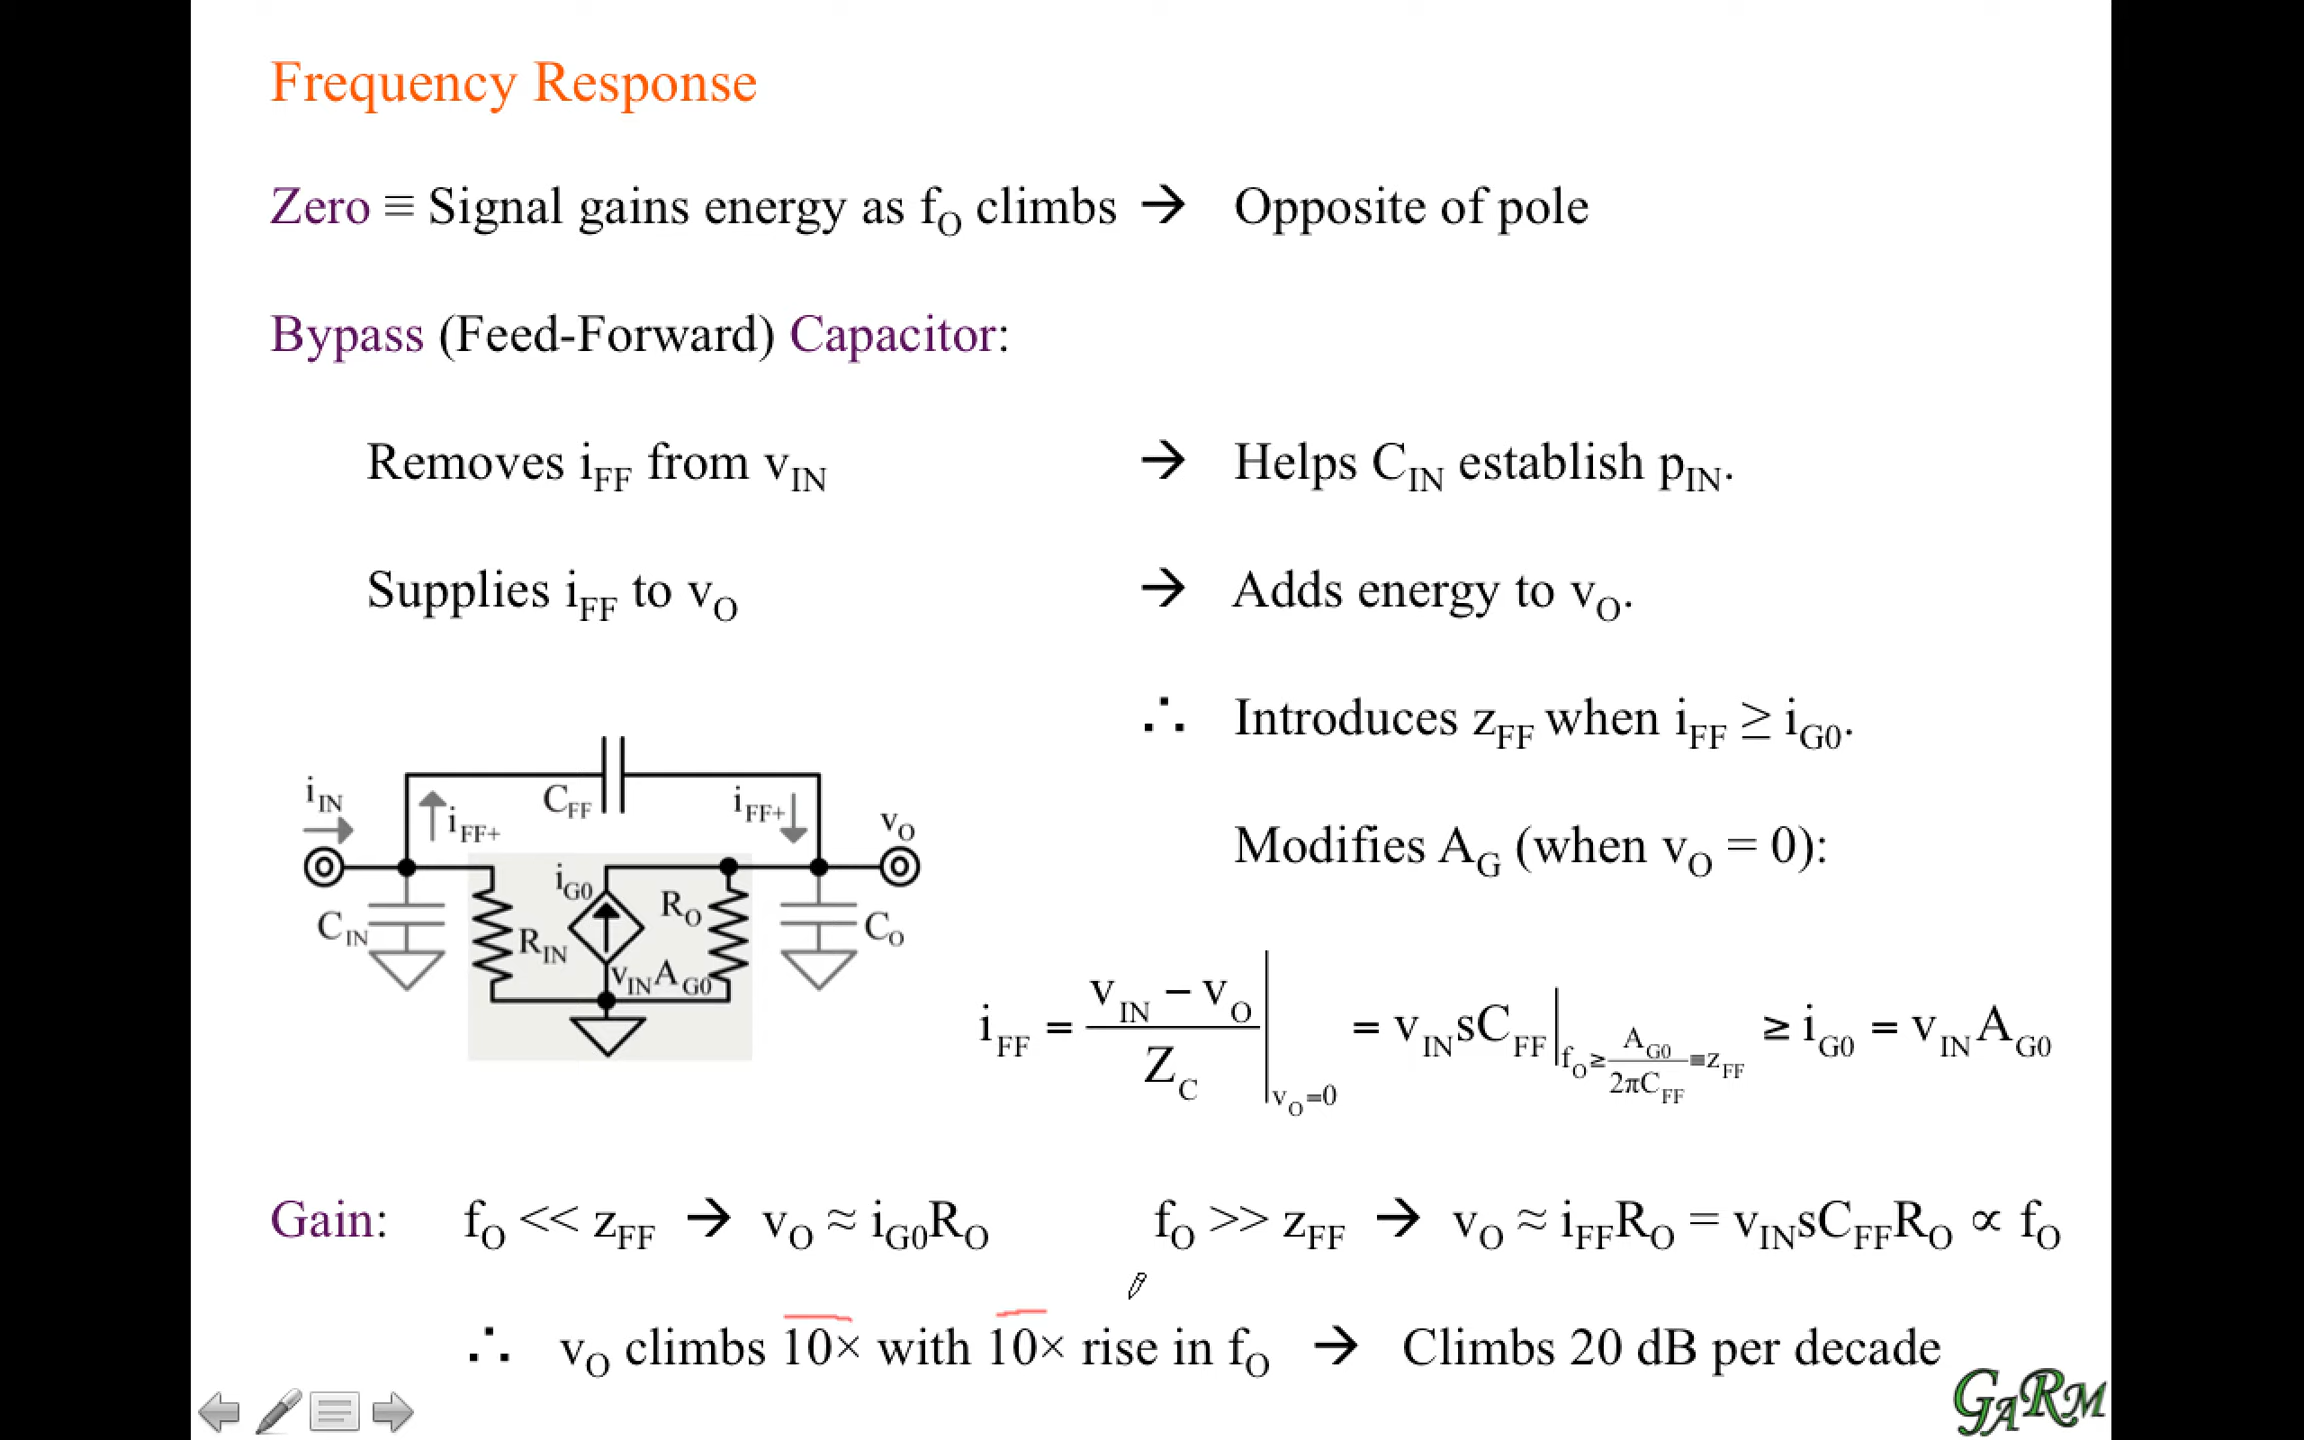 Frequency Response
Zero ≡ Signal gains energy as fO climbs → Opposite of pole
Bypass (Feed-Forward) Capacitor:
Removes iFF from vIN → Helps CIN establish pIN.
Supplies iFF to vO → Adds energy to vO.
∴ Introduces zFF when iFF ≥ iG0.
Modifies AG (when vO = 0):
iIN
iFF+
CFF
iFF+
vO
CIN
RIN
iG0
vINAG0
RO
CO
iFF = (vIN − vO) / ZC |vO=0 = vINsCFF |fO≥AG0/2πCFF≡zFF ≥ iG0 = vINAG0
Gain: fO << zFF → vO ≈ iG0RO fO >> zFF → vO ≈ iFFRO = vINsCFFRO ∝ fO
∴ vO climbs 10× with 10× rise in fO → Climbs 20 dB per decade
GARM